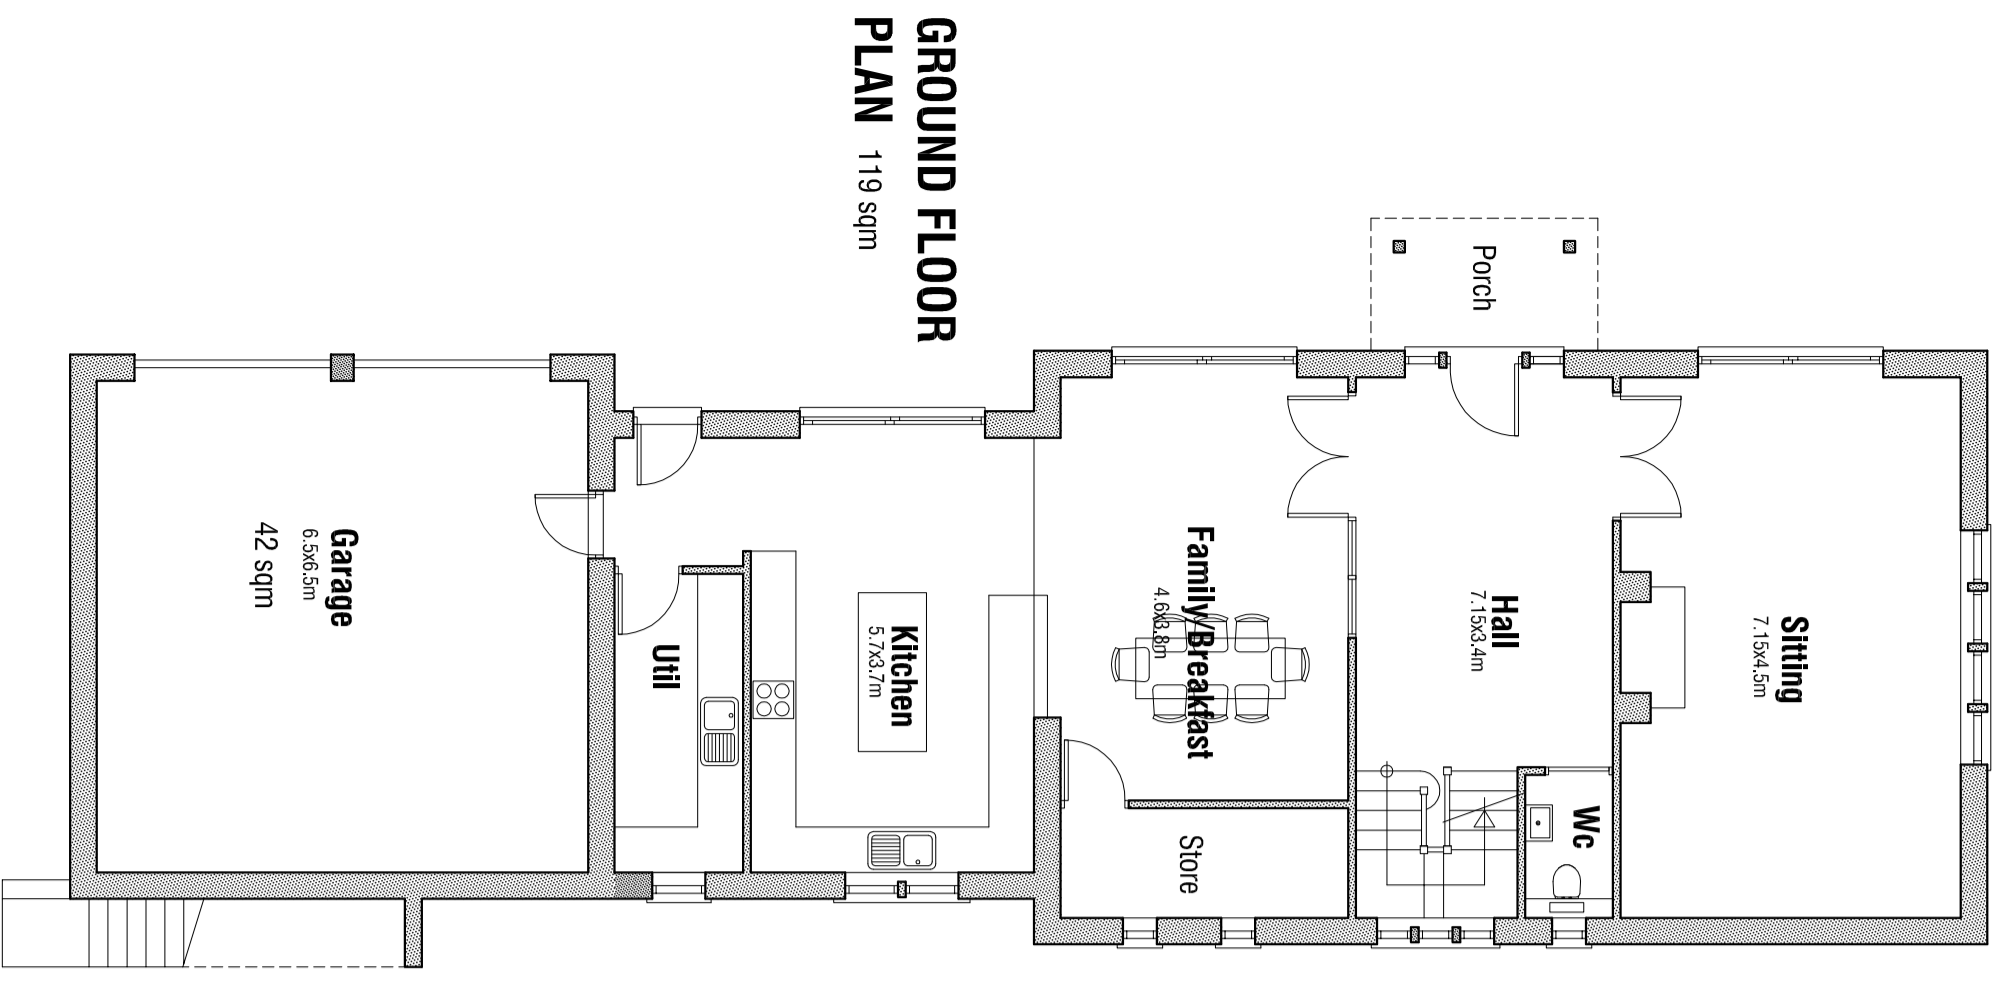 GROUND FLOOR
PLAN 119 sqm
Porch
Sitting
7.15x4.5m
Hall
7.15x3.4m
Wc
Family/Breakfast
4.6x3.8m
Store
Kitchen
5.7x3.7m
Util
Garage
6.5x6.5m
42 sqm